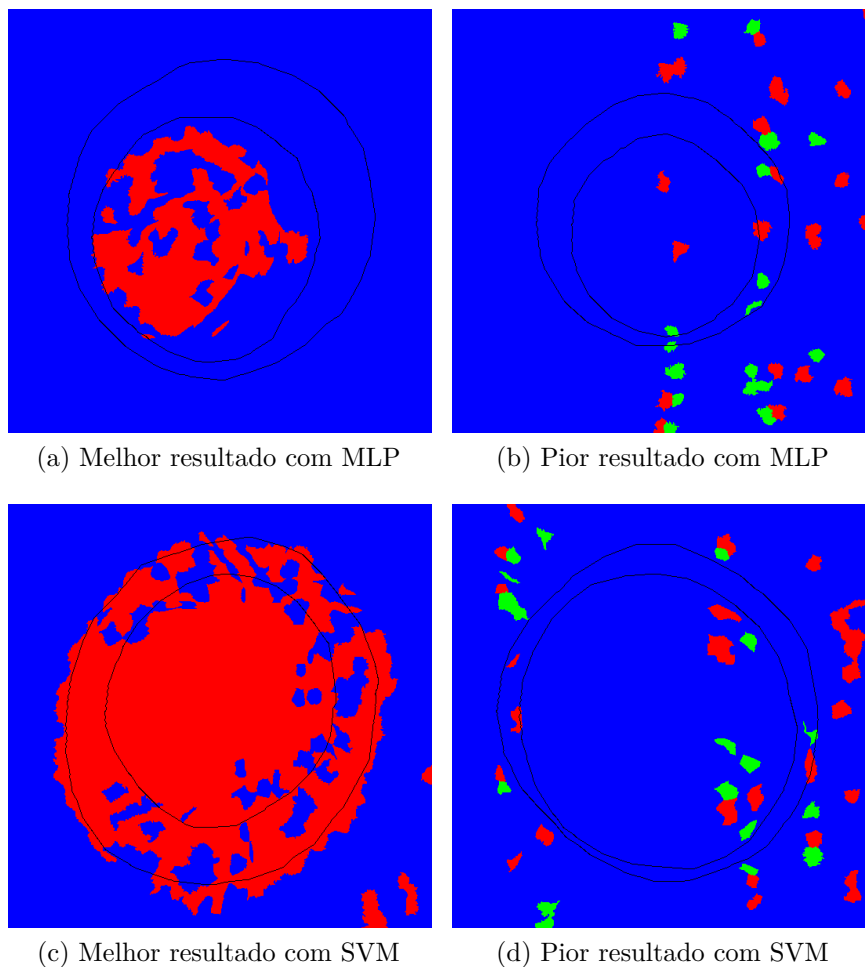 (a) Melhor resultado com MLP
(b) Pior resultado com MLP
(c) Melhor resultado com SVM
(d) Pior resultado com SVM